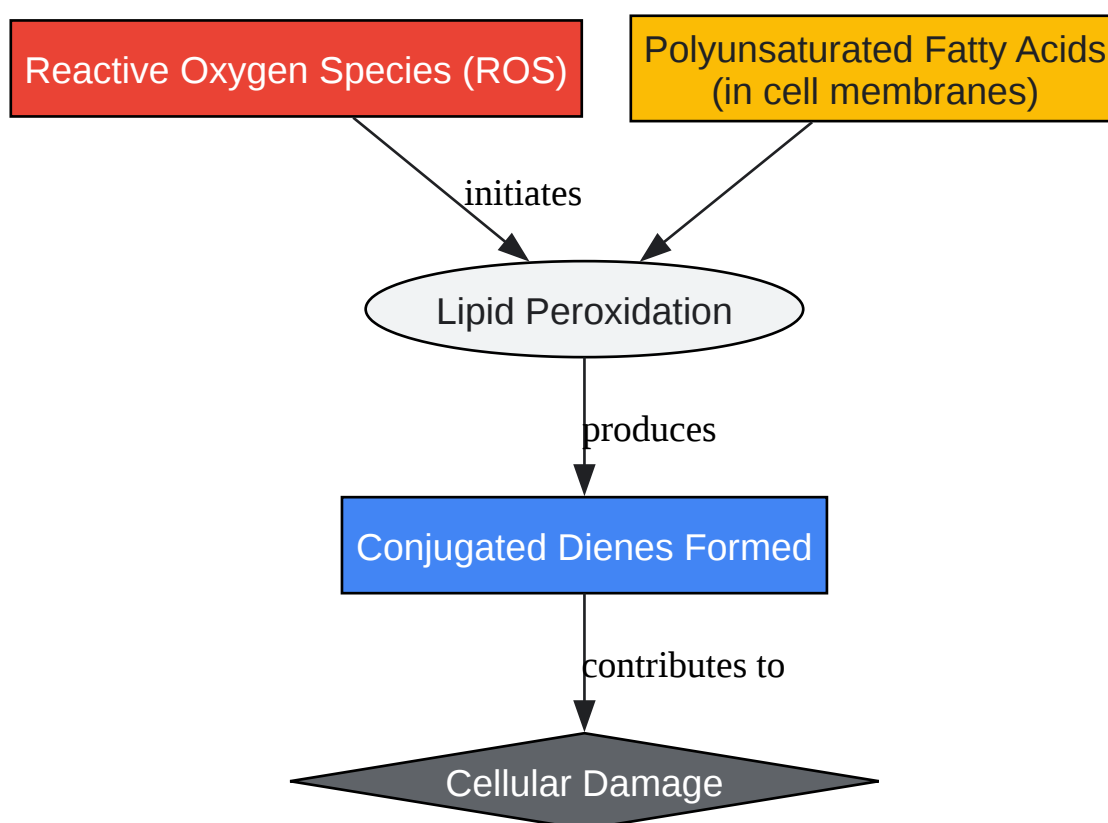 Reactive Oxygen Species (ROS)
Polyunsaturated Fatty Acids
(in cell membranes)
initiates
Lipid Peroxidation
produces
Conjugated Dienes Formed
contributes to
Cellular Damage